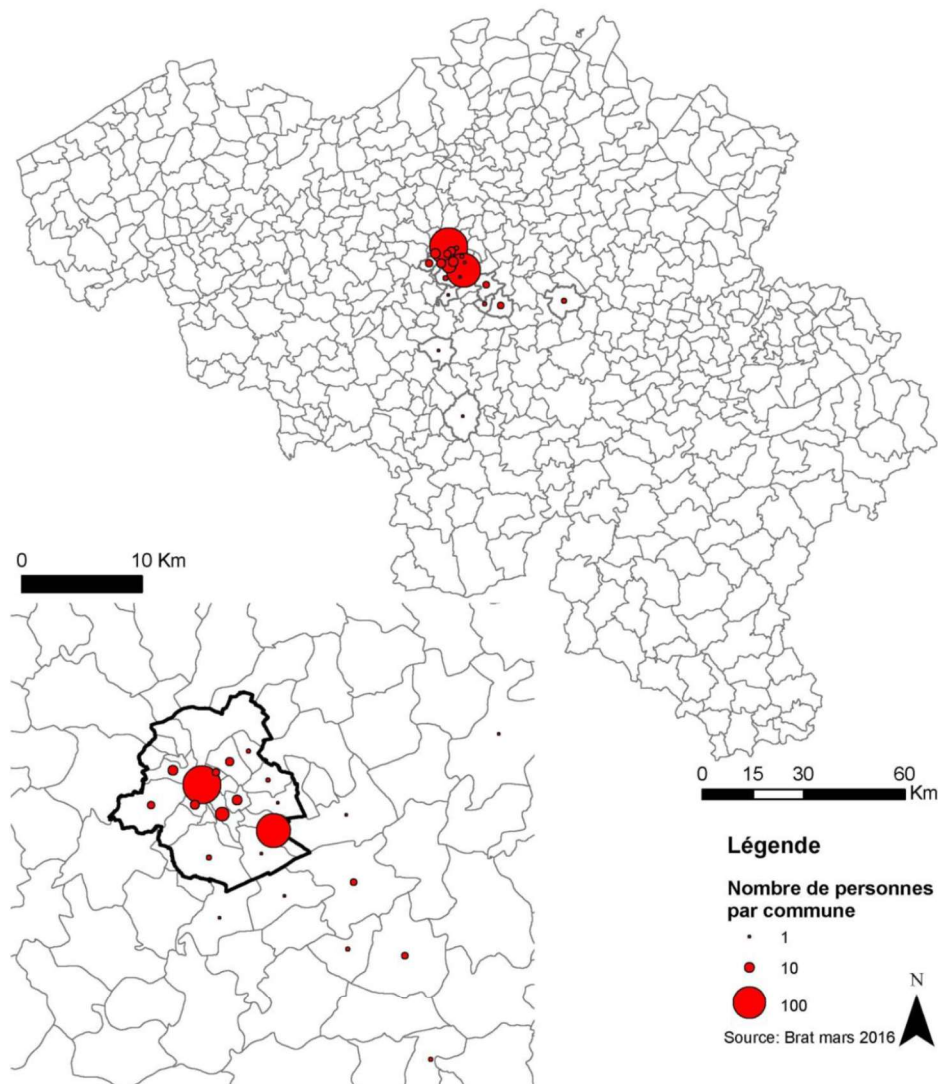 0 10 Km
0 15 30 60
Km
Légende
Nombre de personnes
par commune
1
10
100
N
Source: Brat mars 2016